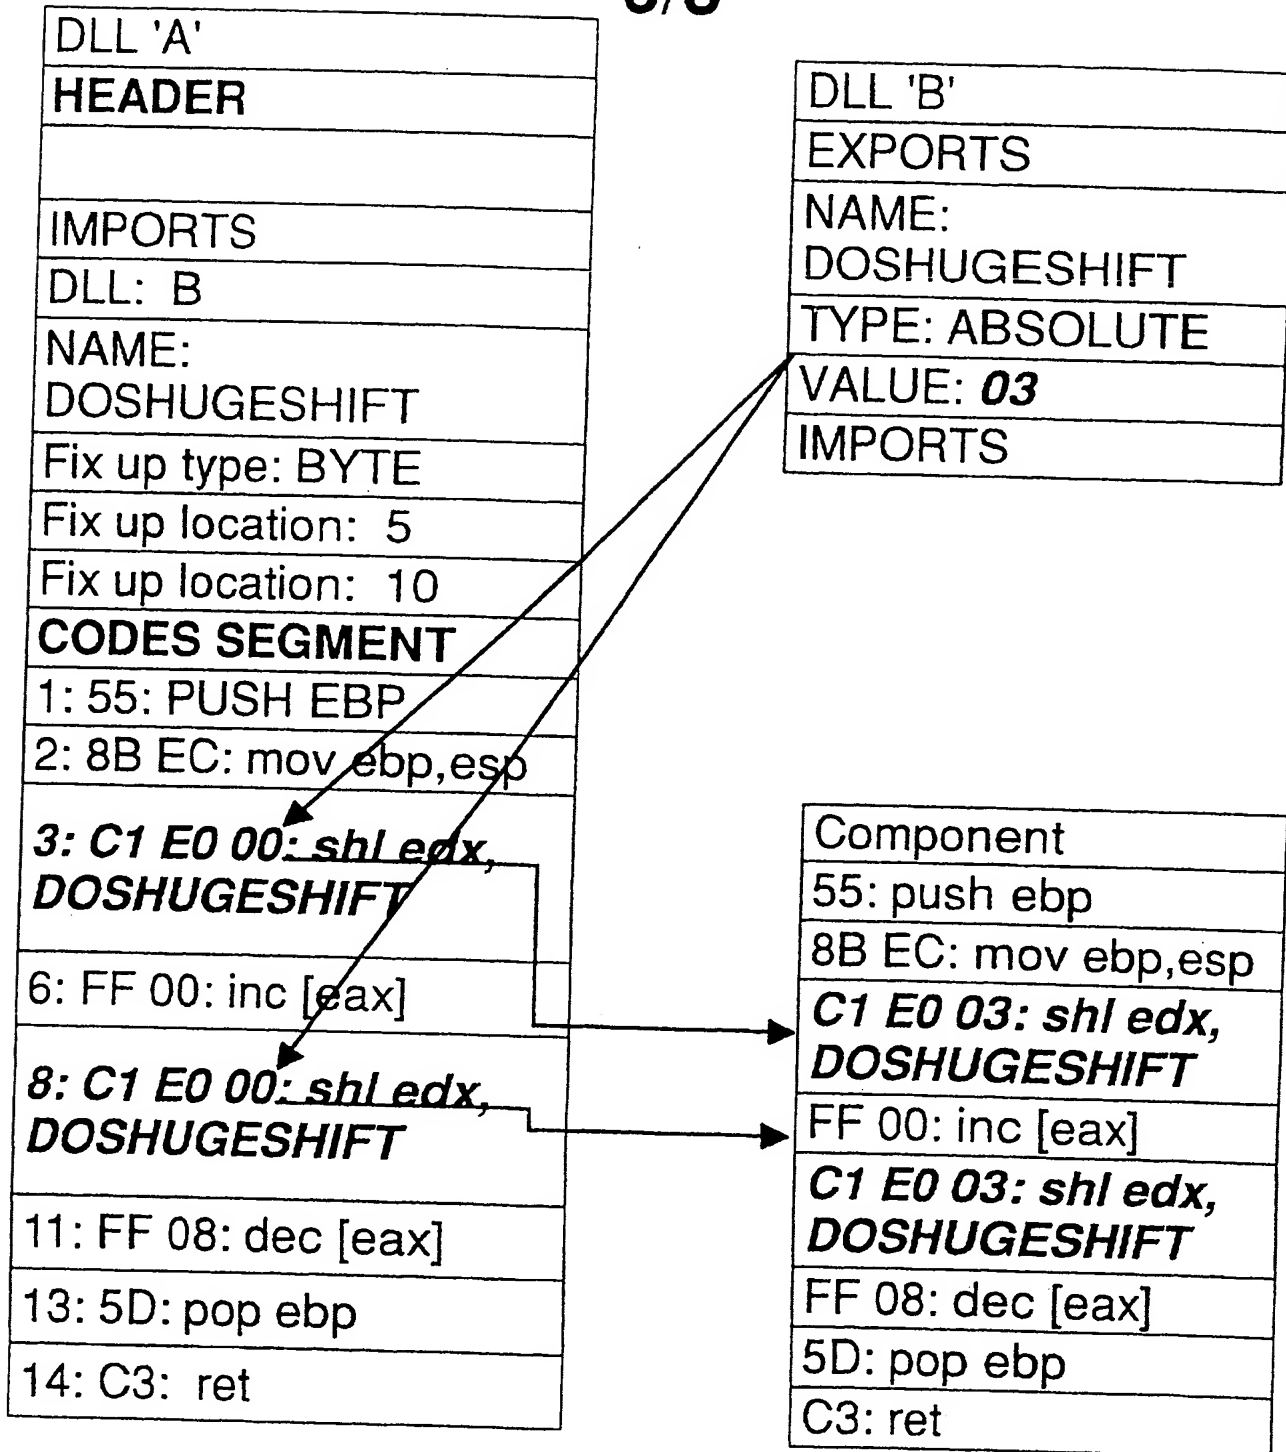 DLL 'A'
HEADER
IMPORTS
DLL: B
NAME:
DOSHUGESHIFT
Fix up type: BYTE
Fix up location: 5
Fix up location: 10
CODES SEGMENT
1: 55: PUSH EBP
2: 8B EC: mov ebp,esp
3: C1 E0 00: shl edx,
DOSHUGESHIFT
6: FF 00: inc [eax]
8: C1 E0 00: shl edx,
DOSHUGESHIFT
11: FF 08: dec [eax]
13: 5D: pop ebp
14: C3: ret
DLL 'B'
EXPORTS
NAME:
DOSHUGESHIFT
TYPE: ABSOLUTE
VALUE: 03
IMPORTS
Component
55: push ebp
8B EC: mov ebp,esp
C1 E0 03: shl edx,
DOSHUGESHIFT
FF 00: inc [eax]
C1 E0 03: shl edx,
DOSHUGESHIFT
FF 08: dec [eax]
5D: pop ebp
C3: ret